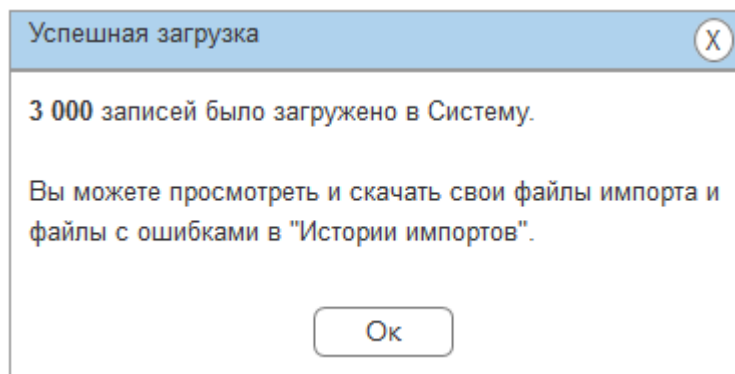 Успешная загрузка
X
3 000 записей было загружено в Систему.
Вы можете просмотреть и скачать свои файлы импорта и
файлы с ошибками в "Истории импортов".
Ок